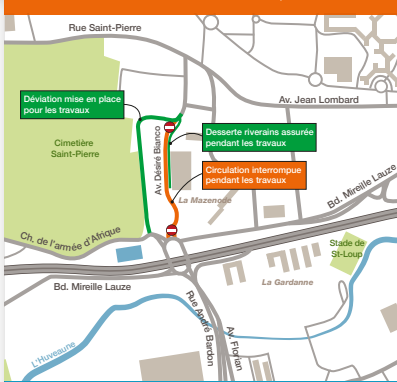 Rue Saint-Pierre
Av. Jean Lombard
Déviation mise en place
pour les travaux
Av. Désiré Bianco
Desserte riverains assurée
pendant les travaux
Cimetière
Saint-Pierre
Circulation interrompue
pendant les travaux
Bd. Mireille Lauze
La Mazenode
Ch. de l'armée d'Afrique
Stade de
St-Loup
La Gardanne
Bd. Mireille Lauze
Rue André Bardon
Av. Florian
L'Huveaune